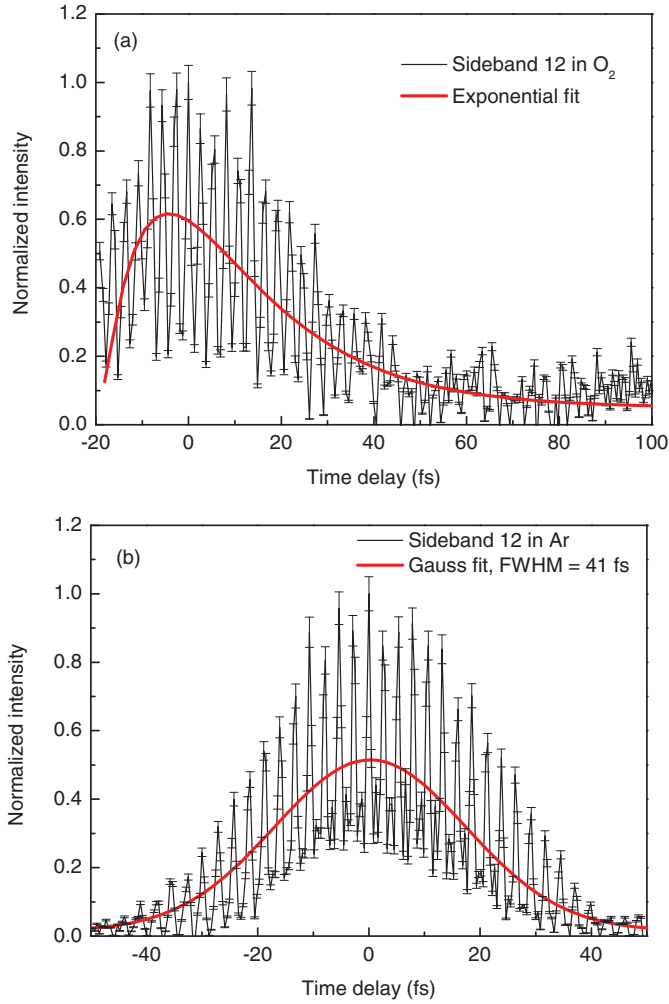 1.2
(a)
Sideband 12 in O2
1.0
Exponential fit
0.8
0.6
0.4
0.2
0.0
Normalized intensity
-20 0 20 40 60 80 100
Time delay (fs)
1.2
(b)
Sideband 12 in Ar
Gauss fit, FWHM = 41 fs
1.0
0.8
0.6
0.4
0.2
0.0
Normalized intensity
-40 -20 0 20 40
Time delay (fs)